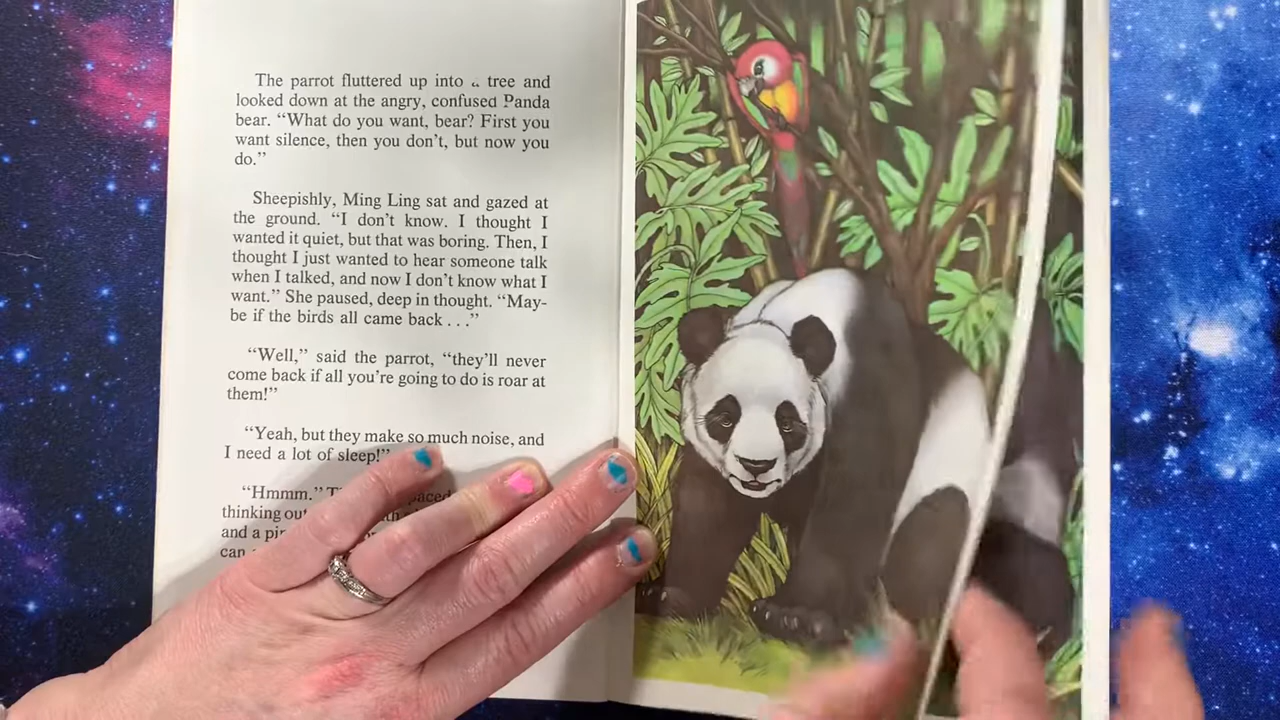 The parrot fluttered up into a tree and
looked down at the angry, confused Panda
bear. “What do you want, bear? First you
want silence, then you don’t, but now you
do.”
Sheepishly, Ming Ling sat and gazed at
the ground. “I don’t know. I thought I
wanted it quiet, but that was boring. Then, I
thought I just wanted to hear someone talk
when I talked, and now I don’t know what I
want.” She paused, deep in thought. “May-
be if the birds all came back . . .”
“Well,” said the parrot, “they’ll never
come back if all you’re going to do is roar at
them!”
“Yeah, but they make so much noise, and
I need a lot of sleep!”
“Hmmm.” paced
thinking
and a
can